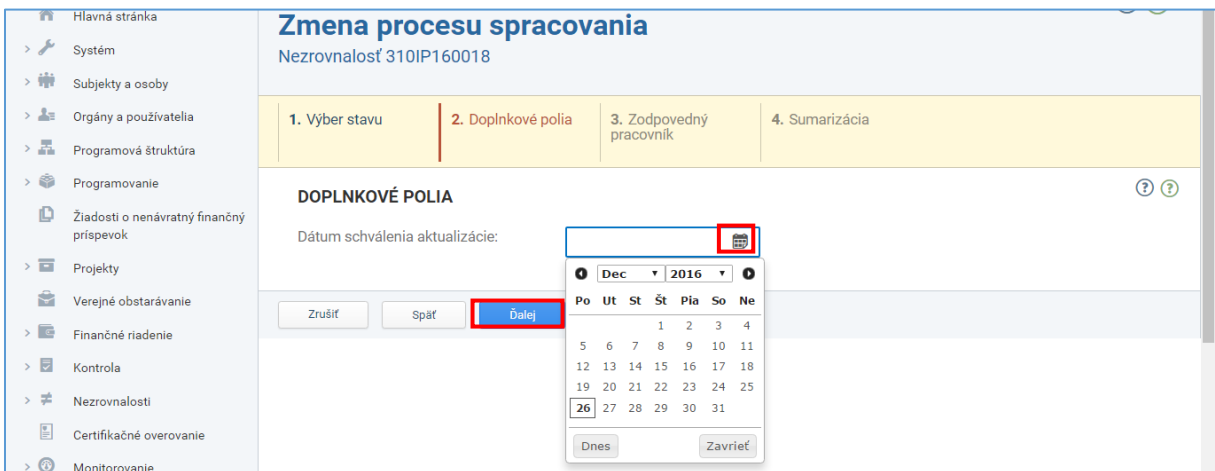 Hlavná stránka
Systém
Subjekty a osoby
Orgány a používatelia
Programová štruktúra
Programovanie
Žiadosti o nenávratný finančný
príspevok
Projekty
Verejné obstarávanie
Finančné riadenie
Kontrola
Nezrovnalosti
Certifikačné overovanie
Monitorovanie
Zmena procesu spracovania
Nezrovnalosť 310IP160018
1. Výber stavu
2. Doplnkové polia
3. Zodpovedný
pracovník
4. Sumarizácia
DOPLNKOVÉ POLIA
Dátum schválenia aktualizácie:
Dec 2016
Po Ut St Št Pia So Ne
1 2 3 4
5 6 7 8 9 10 11
12 13 14 15 16 17 18
19 20 21 22 23 24 25
26 27 28 29 30 31
Dnes Zavrieť
Zrušiť Späť Ďalej